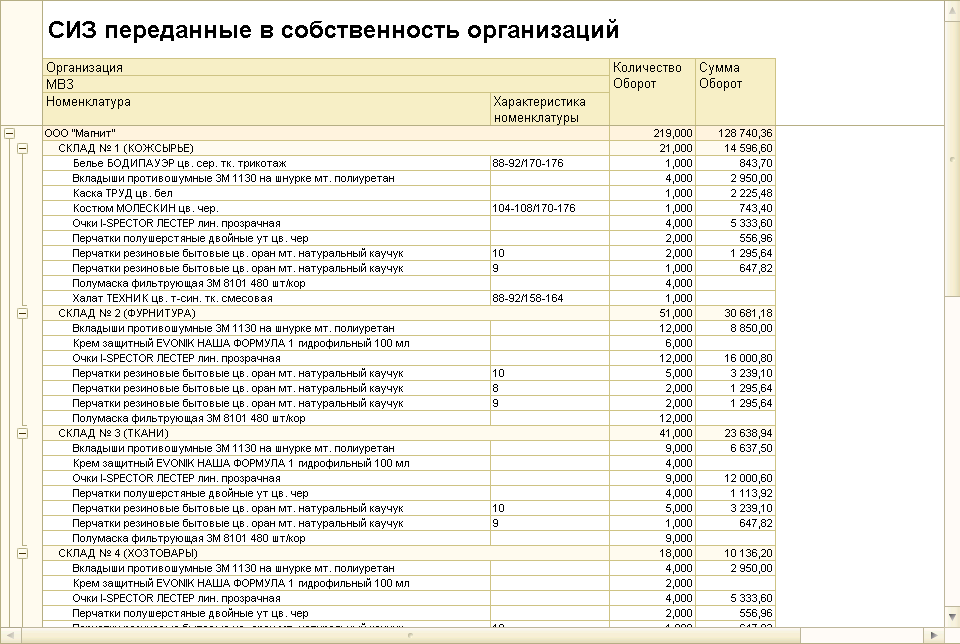 СИЗ переданные в собственность организаций
Организация Количество Сумма
МВЗ Оборот Оборот
Номенклатура Характеристика
номенклатуры
ООО "Магнит" 219,000 128 740,36
СКЛАД № 1 (КОЖСЫРЬЕ) 21,000 14 596,60
Белье БОДИПАУЭР цв. сер. тк. трикотаж 88-92/170-176 1,000 843,70
Вкладыши противошумные 3М 1130 на шнурке мт. полиуретан 4,000 2 950,00
Каска ТРУД цв. бел 1,000 2 225,48
Костюм МОЛЕСКИН цв. чер. 104-108/170-176 1,000 743,40
Очки I-SPECTOR ЛЕСТЕР лин. прозрачная 4,000 5 333,60
Перчатки полушерстяные двойные ут цв. чер 2,000 556,96
Перчатки резиновые бытовые цв. оран мт. натуральный каучук 10 2,000 1 295,64
Перчатки резиновые бытовые цв. оран мт. натуральный каучук 9 1,000 647,82
Полумаска фильтрующая 3М 8101 480 шт/кор 4,000
Халат ТЕХНИК цв. т-син. тк. смесовая 88-92/158-164 1,000
СКЛАД № 2 (ФУРНИТУРА) 51,000 30 681,18
Вкладыши противошумные 3М 1130 на шнурке мт. полиуретан 12,000 8 850,00
Крем защитный EVONIK НАША ФОРМУЛА 1 гидрофильный 100 мл 6,000
Очки I-SPECTOR ЛЕСТЕР лин. прозрачная 12,000 16 000,80
Перчатки резиновые бытовые цв. оран мт. натуральный каучук 10 5,000 3 239,10
Перчатки резиновые бытовые цв. оран мт. натуральный каучук 8 2,000 1 295,64
Перчатки резиновые бытовые цв. оран мт. натуральный каучук 9 2,000 1 295,64
Полумаска фильтрующая 3М 8101 480 шт/кор 12,000
СКЛАД № 3 (ТКАНИ) 41,000 23 638,94
Вкладыши противошумные 3М 1130 на шнурке мт. полиуретан 9,000 6 637,50
Крем защитный EVONIK НАША ФОРМУЛА 1 гидрофильный 100 мл 4,000
Очки I-SPECTOR ЛЕСТЕР лин. прозрачная 9,000 12 000,60
Перчатки полушерстяные двойные ут цв. чер 4,000 1 113,92
Перчатки резиновые бытовые цв. оран мт. натуральный каучук 10 5,000 3 239,10
Перчатки резиновые бытовые цв. оран мт. натуральный каучук 9 1,000 647,82
Полумаска фильтрующая 3М 8101 480 шт/кор 9,000
СКЛАД № 4 (ХОЗТОВАРЫ) 18,000 10 136,20
Вкладыши противошумные 3М 1130 на шнурке мт. полиуретан 4,000 2 950,00
Крем защитный EVONIK НАША ФОРМУЛА 1 гидрофильный 100 мл 2,000
Очки I-SPECTOR ЛЕСТЕР лин. прозрачная 4,000 5 333,60
Перчатки полушерстяные двойные ут цв. чер 2,000 556,96